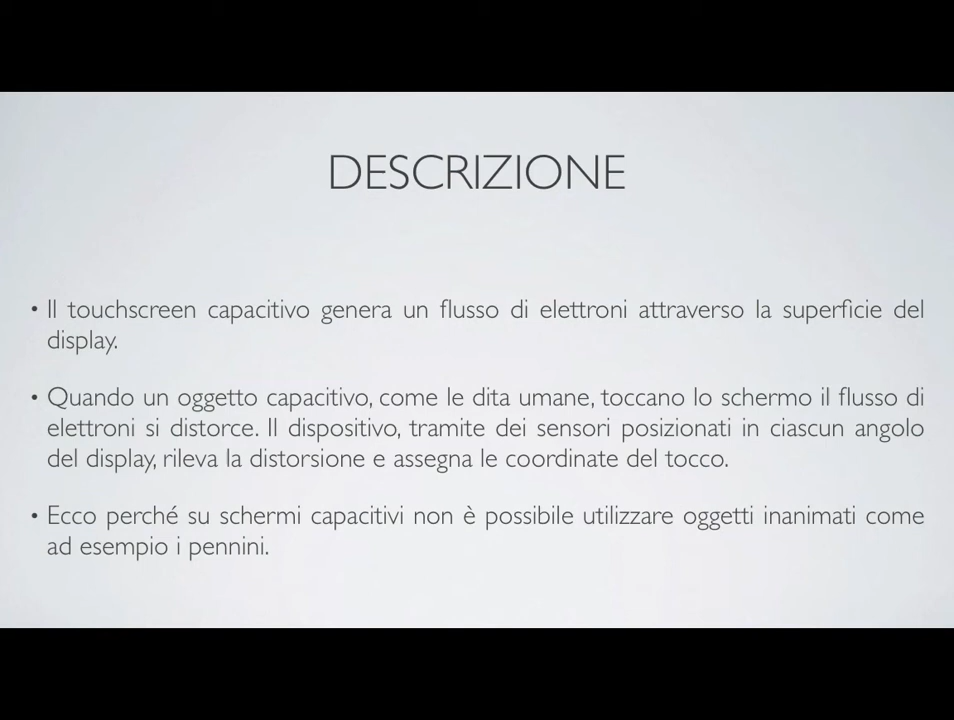 DESCRIZIONE
• Il touchscreen capacitivo genera un flusso di elettroni attraverso la superficie del
display.
• Quando un oggetto capacitivo, come le dita umane, toccano lo schermo il flusso di
elettroni si distorce. Il dispositivo, tramite dei sensori posizionati in ciascun angolo
del display, rileva la distorsione e assegna le coordinate del tocco.
• Ecco perché su schermi capacitivi non è possibile utilizzare oggetti inanimati come
ad esempio i pennini.